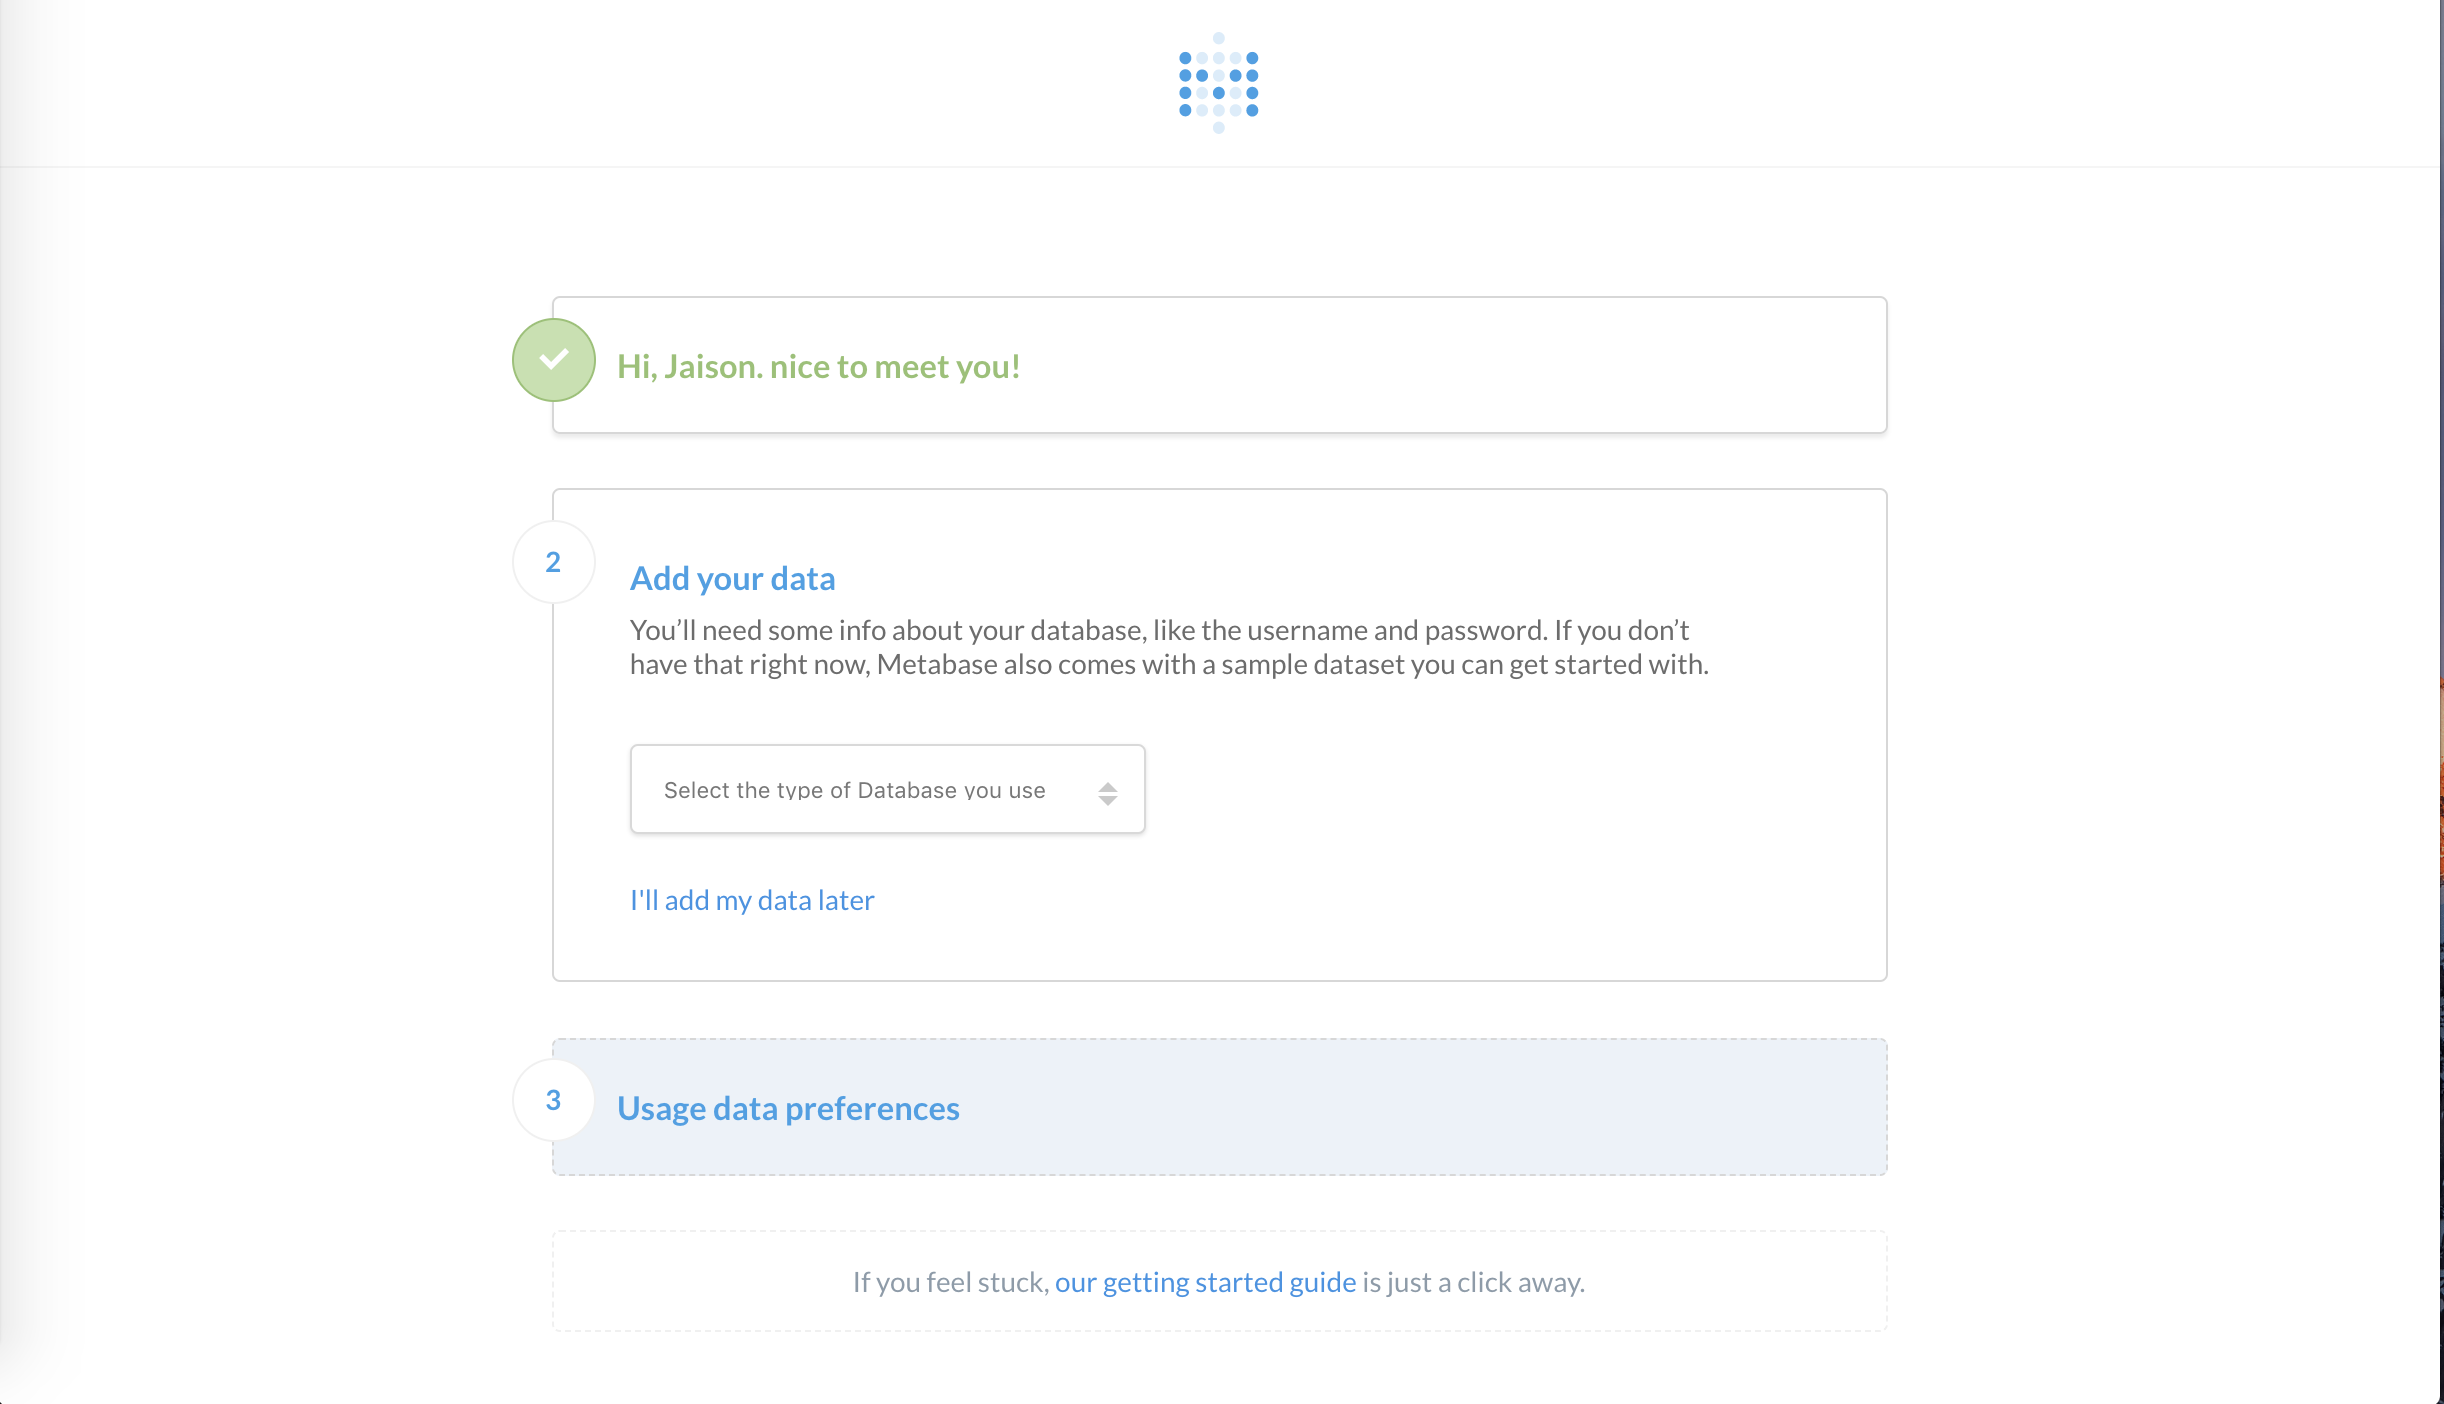 Hi, Jaison. nice to meet you!
2
Add your data
You’ll need some info about your database, like the username and password. If you don’t
have that right now, Metabase also comes with a sample dataset you can get started with.
Select the type of Database you use
I'll add my data later
3
Usage data preferences
If you feel stuck, our getting started guide is just a click away.